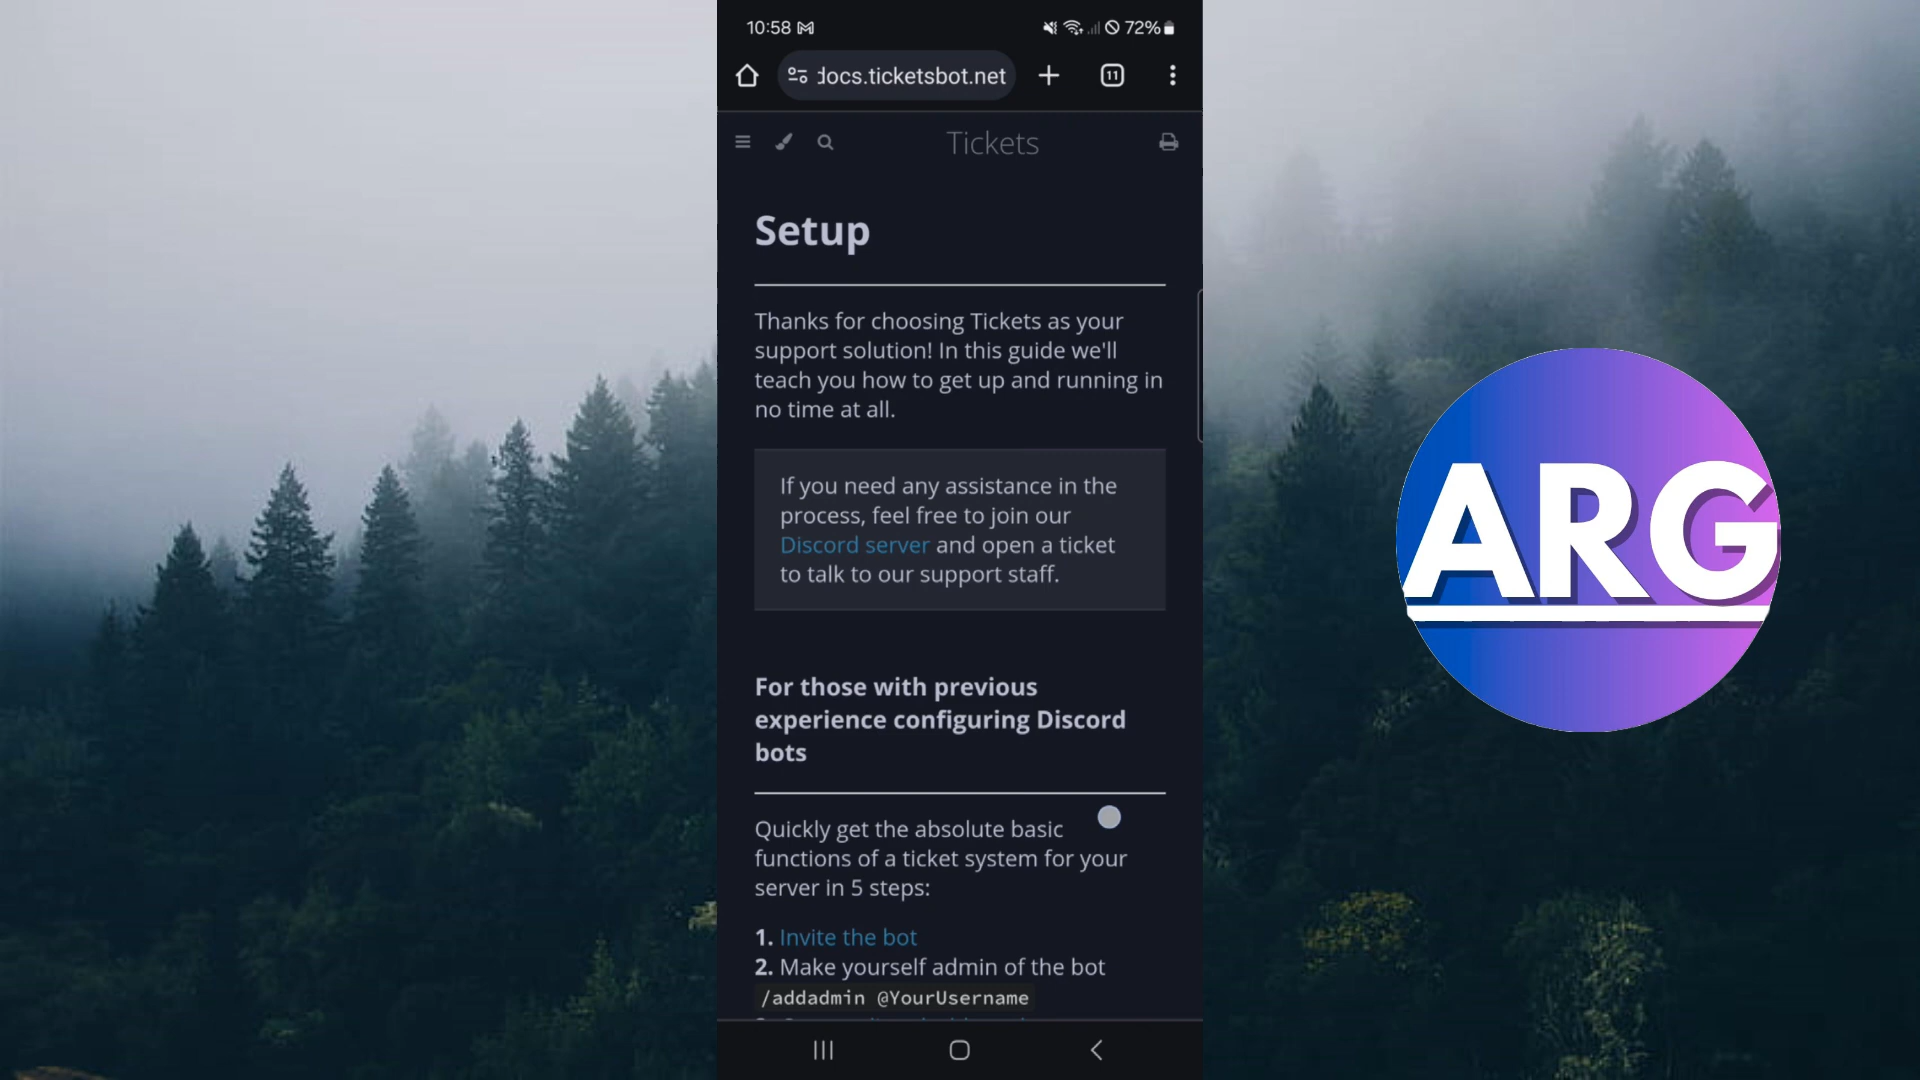 10:58
72%
docs.ticketsbot.net
11
Tickets
Setup
Thanks for choosing Tickets as your
support solution! In this guide we'll
teach you how to get up and running in
no time at all.
If you need any assistance in the
process, feel free to join our
Discord server and open a ticket
to talk to our support staff.
For those with previous
experience configuring Discord
bots
Quickly get the absolute basic
functions of a ticket system for your
server in 5 steps:
1. Invite the bot
2. Make yourself admin of the bot
/addadmin @YourUsername
ARG